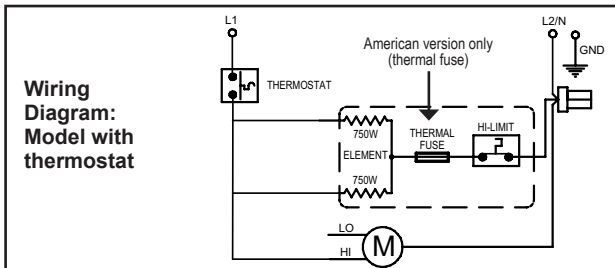 Wiring
Diagram:
Model with
thermostat
L1
THERMOSTAT
American version only
(thermal fuse)
L2/N
GND
750W
ELEMENT
750W
THERMAL
FUSE
HI-LIMIT
LO
HI
M